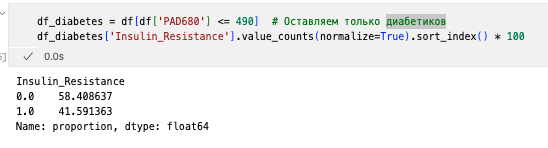 df_diabetes = df[df['PAD680'] <= 490]  # Оставляем только диабетиков
df_diabetes['Insulin_Resistance'].value_counts(normalize=True).sort_index() * 100
0.0s
Insulin_Resistance
0.0    58.408637
1.0    41.591363
Name: proportion, dtype: float64